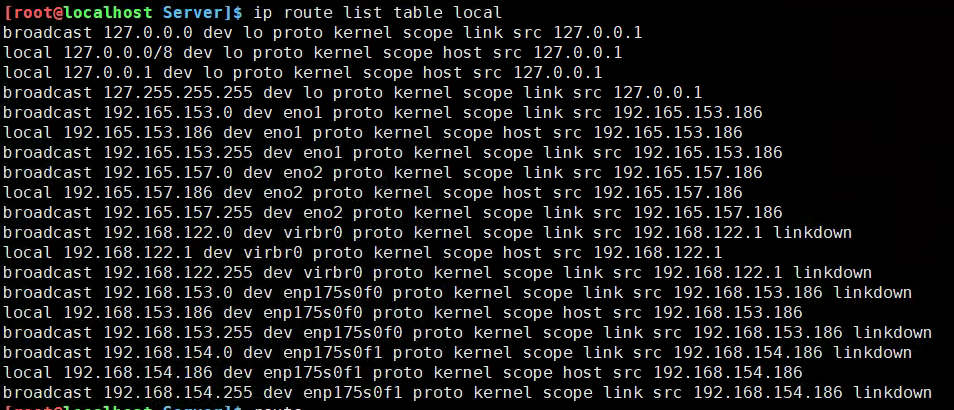 [root@localhost Server]$ ip route list table local
broadcast 127.0.0.0 dev lo proto kernel scope link src 127.0.0.1
local 127.0.0.0/8 dev lo proto kernel scope host src 127.0.0.1
local 127.0.0.1 dev lo proto kernel scope host src 127.0.0.1
broadcast 127.255.255.255 dev lo proto kernel scope link src 127.0.0.1
broadcast 192.165.153.0 dev eno1 proto kernel scope link src 192.165.153.186
local 192.165.153.186 dev eno1 proto kernel scope host src 192.165.153.186
broadcast 192.165.153.255 dev eno1 proto kernel scope link src 192.165.153.186
broadcast 192.165.157.0 dev eno2 proto kernel scope link src 192.165.157.186
local 192.165.157.186 dev eno2 proto kernel scope host src 192.165.157.186
broadcast 192.165.157.255 dev eno2 proto kernel scope link src 192.165.157.186
broadcast 192.168.122.0 dev virbr0 proto kernel scope link src 192.168.122.1 linkdown
local 192.168.122.1 dev virbr0 proto kernel scope host src 192.168.122.1
broadcast 192.168.122.255 dev virbr0 proto kernel scope link src 192.168.122.1 linkdown
broadcast 192.168.153.0 dev enp175s0f0 proto kernel scope link src 192.168.153.186 linkdown
local 192.168.153.186 dev enp175s0f0 proto kernel scope host src 192.168.153.186
broadcast 192.168.153.255 dev enp175s0f0 proto kernel scope link src 192.168.153.186 linkdown
broadcast 192.168.154.0 dev enp175s0f1 proto kernel scope link src 192.168.154.186 linkdown
local 192.168.154.186 dev enp175s0f1 proto kernel scope host src 192.168.154.186
broadcast 192.168.154.255 dev enp175s0f1 proto kernel scope link src 192.168.154.186 linkdown